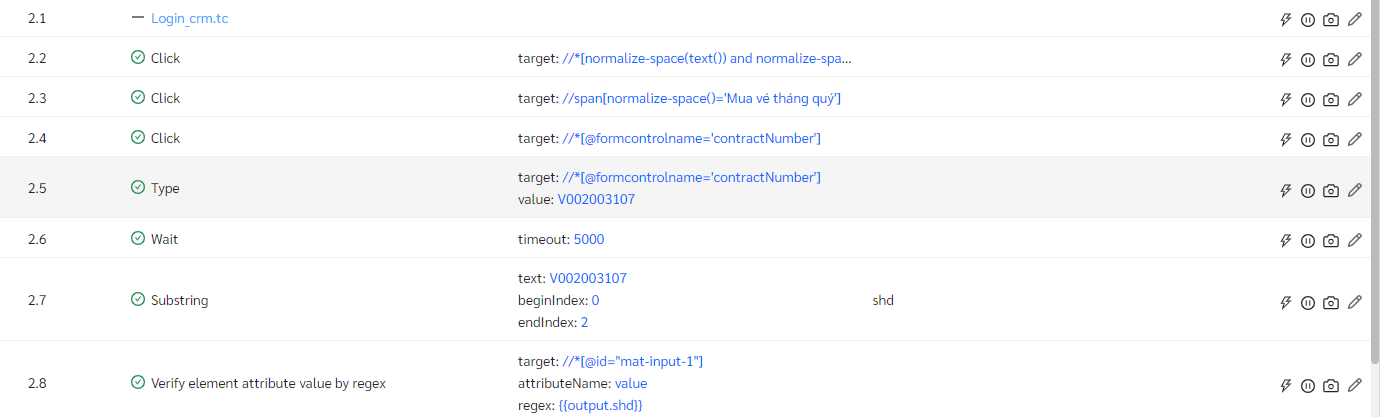 2.1 — Login_crm.tc
2.2 Click target: //*[normalize-space(text()) and normalize-spa...
2.3 Click target: //span[normalize-space()='Mua vé tháng quý']
2.4 Click target: //*[@formcontrolname='contractNumber']
2.5 Type target: //*[@formcontrolname='contractNumber']
value: V002003107
2.6 Wait timeout: 5000
text: V002003107
2.7 Substring beginIndex: 0 shd
endIndex: 2
target: //*[@id="mat-input-1"]
2.8 Verify element attribute value by regex attributeName: value
regex: {{output.shd}}